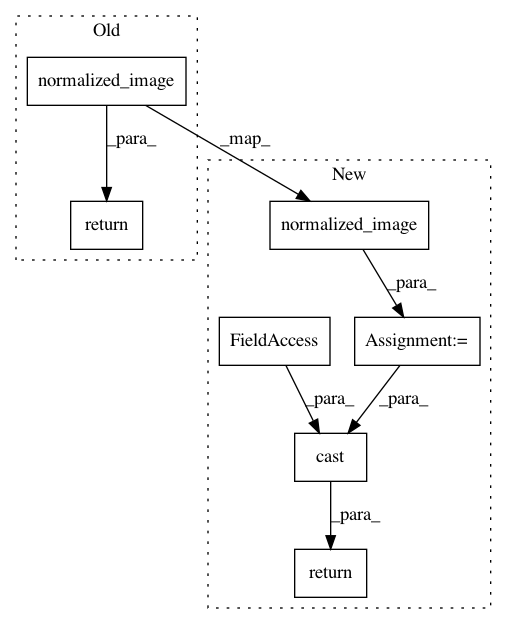 Old
normalized_image
_para_
_map_
New
return
normalized_image
_para_
FieldAccess
Assignment:=
_para_
_para_
cast
_para_
return